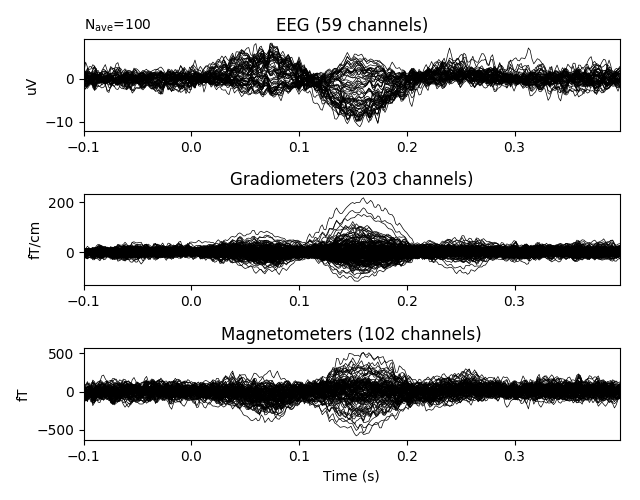 N_ave=100
EEG (59 channels)
uV
0
−10
−0.1 0.0 0.1 0.2 0.3
Gradiometers (203 channels)
fT/cm
200
0
−0.1 0.0 0.1 0.2 0.3
Magnetometers (102 channels)
fT
500
0
−500
−0.1 0.0 0.1 0.2 0.3
Time (s)